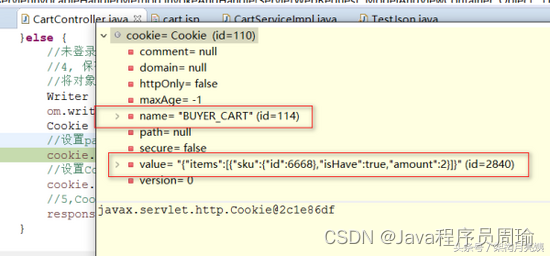 CartController.java
cart.jsp
CartServiceImpl.java
TestJson.java
}else {
//未登录
//4, 保
//将对象
Writer
om.writ
Cookie
//设置pa
cookie.
//设置Co
cookie.
//5,Coo
respons
}
cookie= Cookie (id=110)
comment= null
domain= null
httpOnly= false
maxAge= -1
name= "BUYER_CART" (id=114)
path= null
secure= false
value= "{"items":[{"sku":{"id":6668},"isHave":true,"amount":2}]}" (id=2840)
version= 0
javax.servlet.http.Cookie@2c1e86df
CSDN @Java程序员周瑜